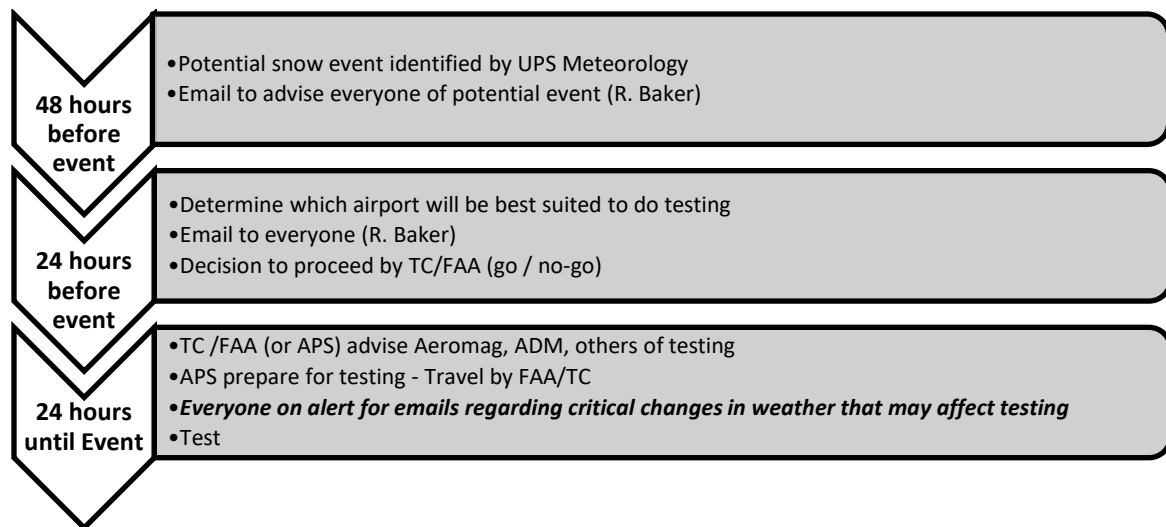 48 hours
before
event
•Potential snow event identified by UPS Meteorology
•Email to advise everyone of potential event (R. Baker)
24 hours
before
event
•Determine which airport will be best suited to do testing
•Email to everyone (R. Baker)
•Decision to proceed by TC/FAA (go / no-go)
24 hours
until Event
•TC /FAA (or APS) advise Aeromag, ADM, others of testing
•APS prepare for testing - Travel by FAA/TC
•Everyone on alert for emails regarding critical changes in weather that may affect testing
•Test